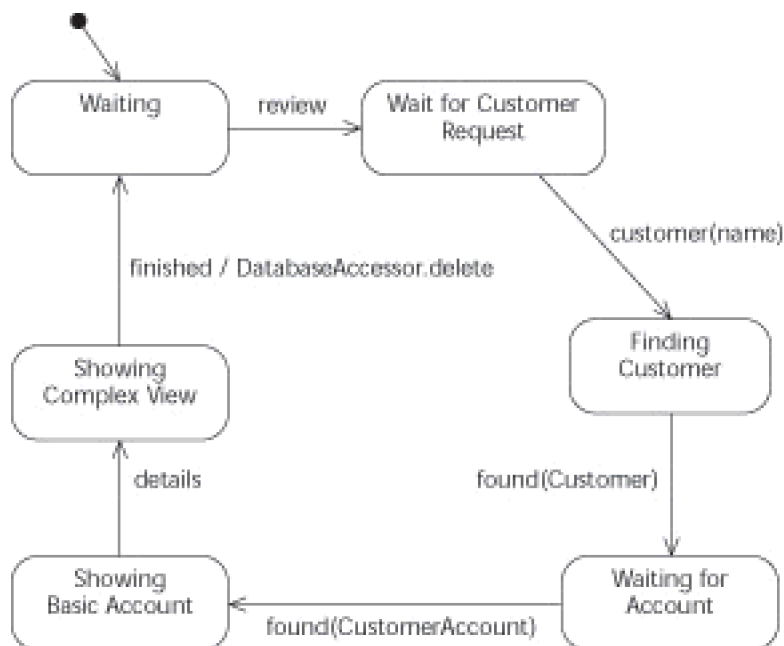 Waiting
review
Wait for Customer
Request
customer(name)
finished / DatabaseAccessor.delete
Finding
Customer
Showing
Complex View
details
found(Customer)
Showing
Basic Account
Waiting for
Account
found(CustomerAccount)